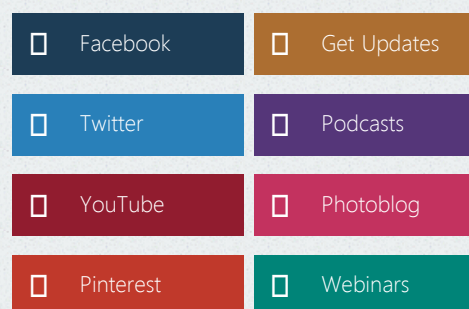 Facebook
Get Updates
Twitter
Podcasts
YouTube
Photoblog
Pinterest
Webinars